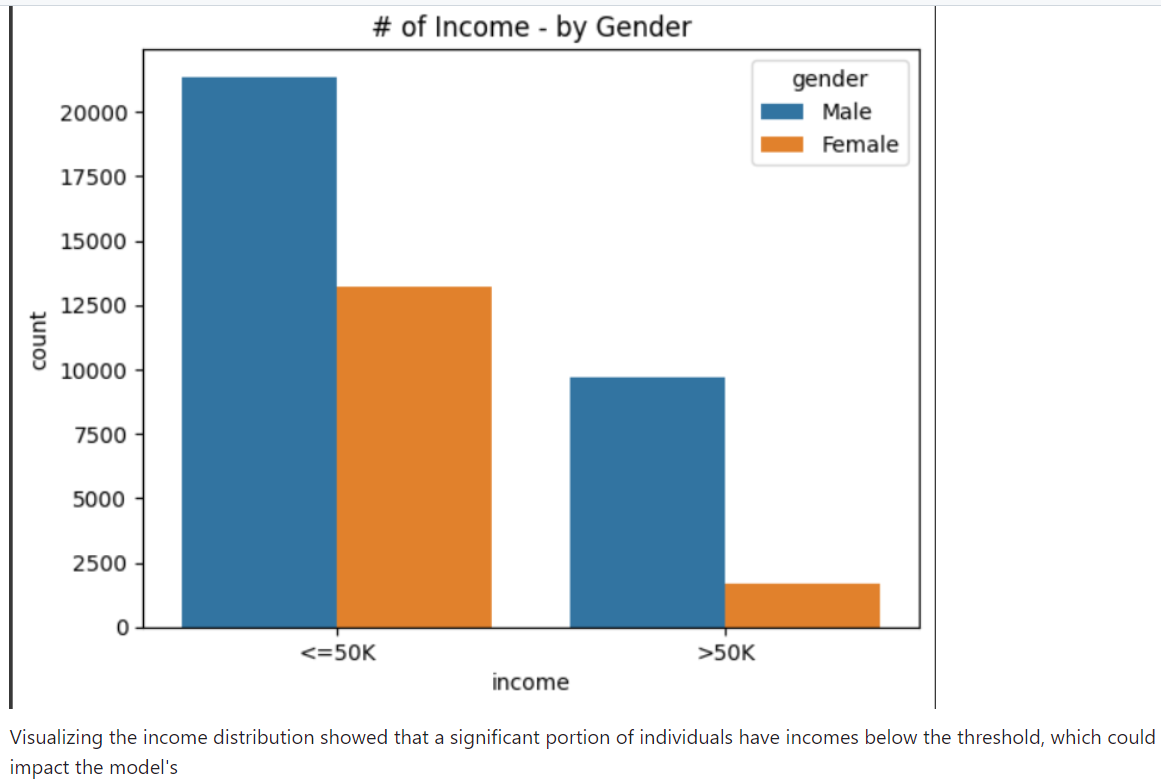 # of Income - by Gender
gender
Male
Female
20000
17500
15000
12500
10000
7500
5000
2500
0
count
<=50K
>50K
income
Visualizing the income distribution showed that a significant portion of individuals have incomes below the threshold, which could
impact the model's